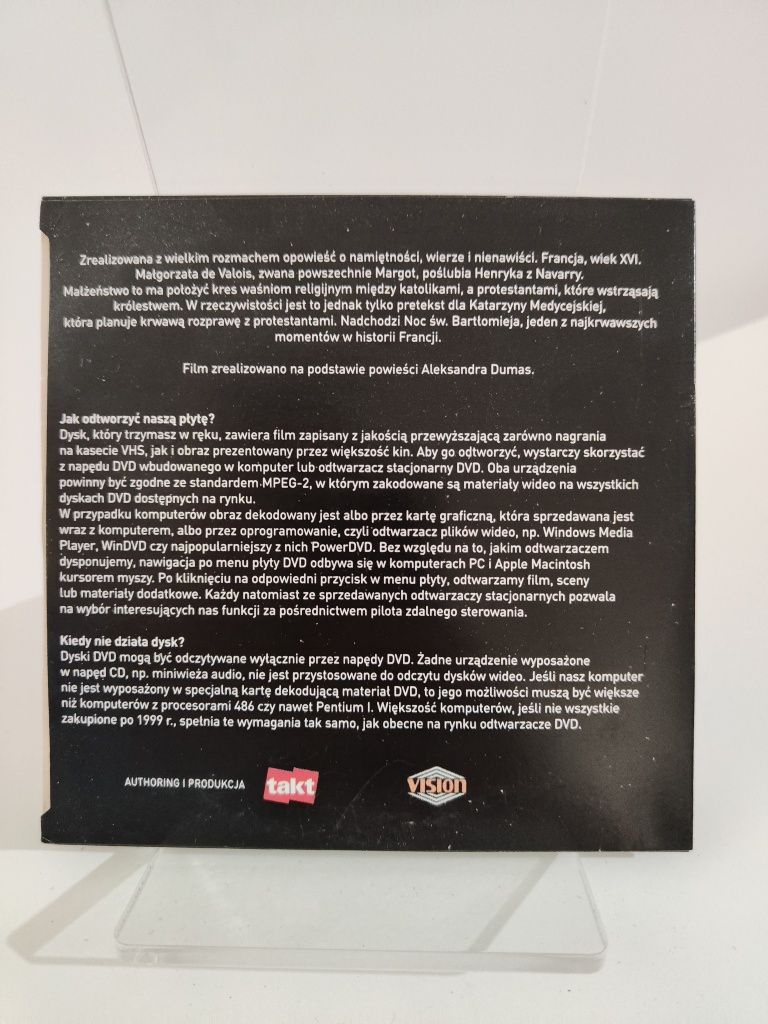 Zrealizowana z wielkim rozmachem opowieść o namiętności, wierze i nienawiści. Francja, wiek XVI.
Małgorzata de Valois, zwana powszechnie Margot, poślubia Henryka z Navarry.
Małżeństwo to ma położyć kres waśniom religijnym między katolikami, a protestantami, które wstrząsają
królestwem. W rzeczywistości jest to jednak tylko pretekst dla Katarzyny Medycejskiej,
która planuje krwawą rozprawę z protestantami. Nadchodzi Noc św. Bartłomieja, jeden z najkrwawszych
momentów w historii Francji.
Film zrealizowano na podstawie powieści Aleksandra Dumas.
Jak odtworzyć naszą płytę?
Dysk, który trzymasz w ręku, zawiera film zapisany z jakością przewyższającą zarówno nagrania
na kasecie VHS, jak i obraz prezentowany przez większość kin. Aby go odtworzyć, wystarczy skorzystać
z napędu DVD wbudowanego w komputer lub odtwarzacz stacjonarny DVD. Oba urządzenia
powinny być zgodne ze standardem MPEG-2, w którym zakodowane są materiały wideo na wszystkich
dyskach DVD dostępnych na rynku.
W przypadku komputerów obraz dekodowany jest albo przez kartę graficzną, która sprzedawana jest
wraz z komputerem, albo przez oprogramowanie, czyli odtwarzacz plików wideo, np. Windows Media
Player, WinDVD czy najpopularniejszy z nich PowerDVD. Bez względu na to, jakim odtwarzaczem
dysponujemy, nawigacja po menu płyty DVD odbywa się w komputerach PC i Apple Macintosh
kursorem myszy. Po kliknięciu na odpowiedni przycisk w menu płyty, odtwarzamy film, sceny
lub materiały dodatkowe. Każdy natomiast ze sprzedawanych odtwarzaczy stacjonarnych pozwala
na wybór interesujących nas funkcji za pośrednictwem pilota zdalnego sterowania.
Kiedy nie działa dysk?
Dyski DVD mogą być odczytywane wyłącznie przez napędy DVD. Żadne urządzenie wyposażone
w napęd CD, np. miniwieża audio, nie jest przystosowane do odczytu dysków wideo. Jeśli nasz komputer
nie jest wyposażony w specjalną kartę dekodującą materiał DVD, to jego możliwości muszą być większe
niż komputerów z procesorami 486 czy nawet Pentium I. Większość komputerów, jeśli nie wszystkie
zakupione po 1999 r., spełnia te wymagania tak samo, jak obecne na rynku odtwarzacze DVD.
AUTHORING I PRODUKCJA takt VISION